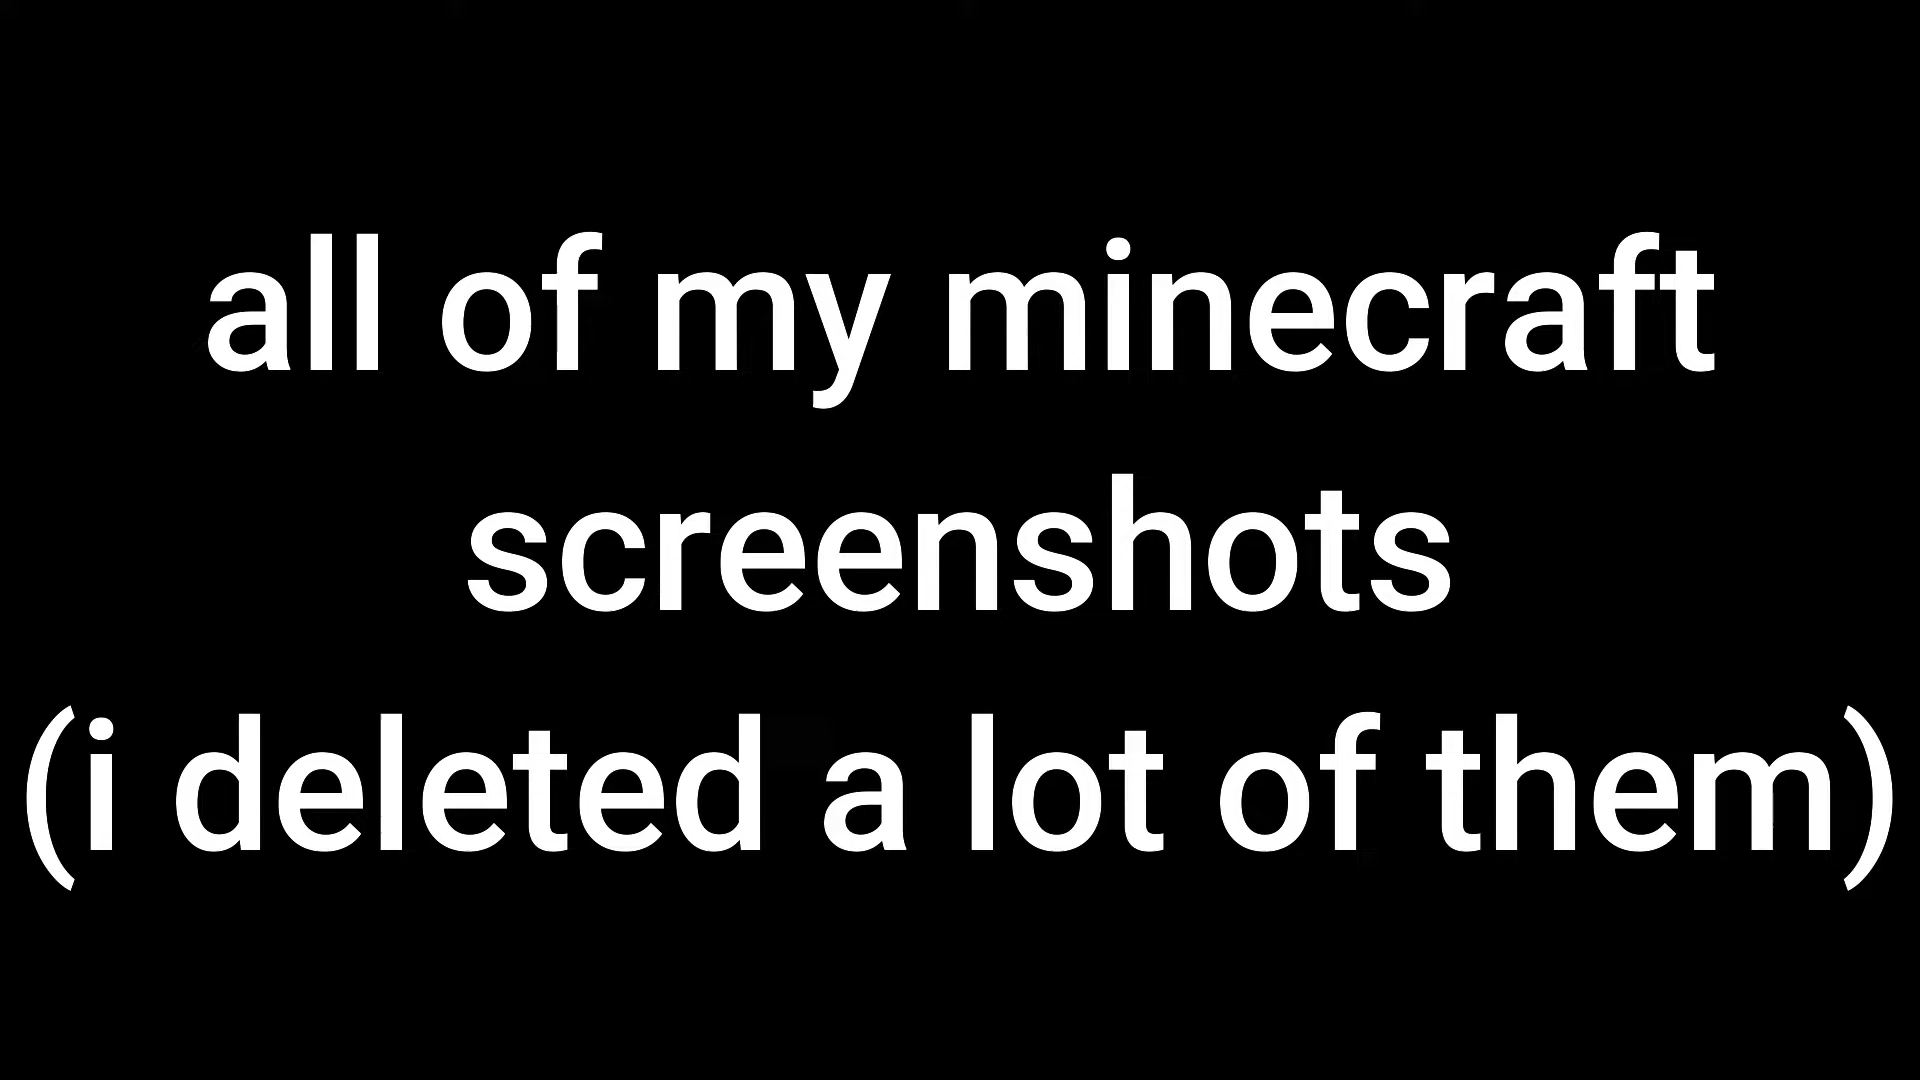 all of my minecraft
screenshots
(i deleted a lot of them)